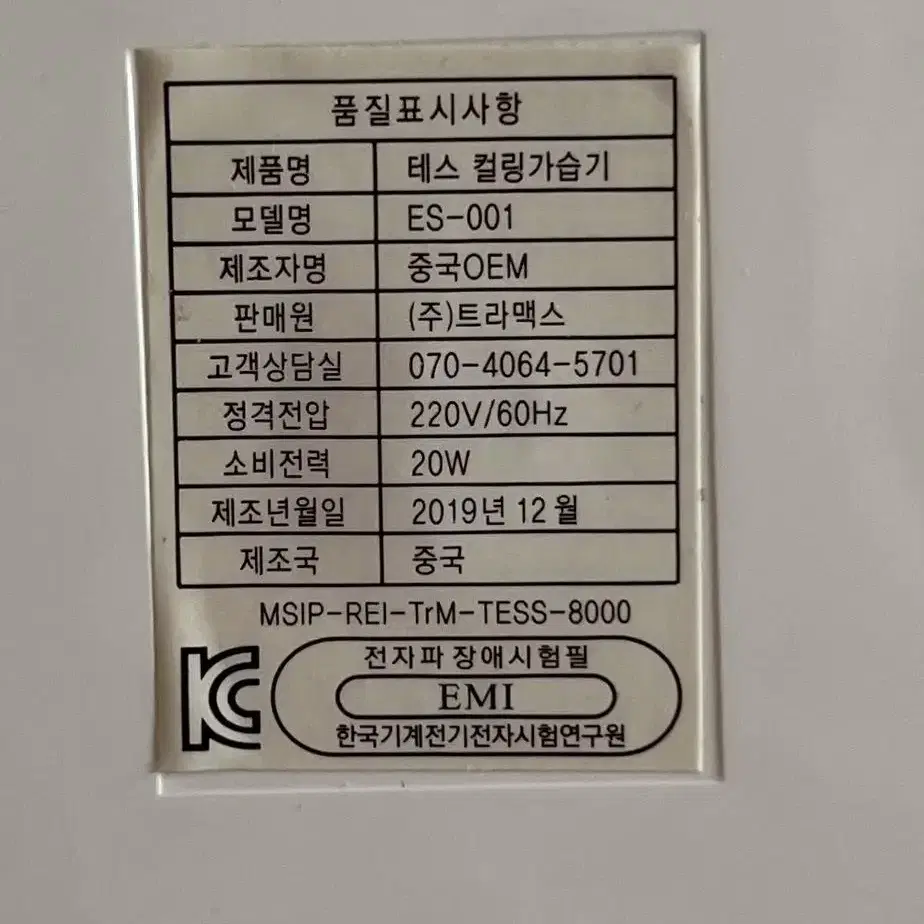 품질표시사항
제품명 테스 컬링가습기
모델명 ES-001
제조자명 중국OEM
판매원 (주)트라맥스
고객상담실 070-4064-5701
정격전압 220V/60Hz
소비전력 20W
제조년월일 2019년 12월
제조국 중국
MSIP-REI-TrM-TESS-8000
KC
전자파 장애시험필
EMI
한국기계전기전자시험연구원